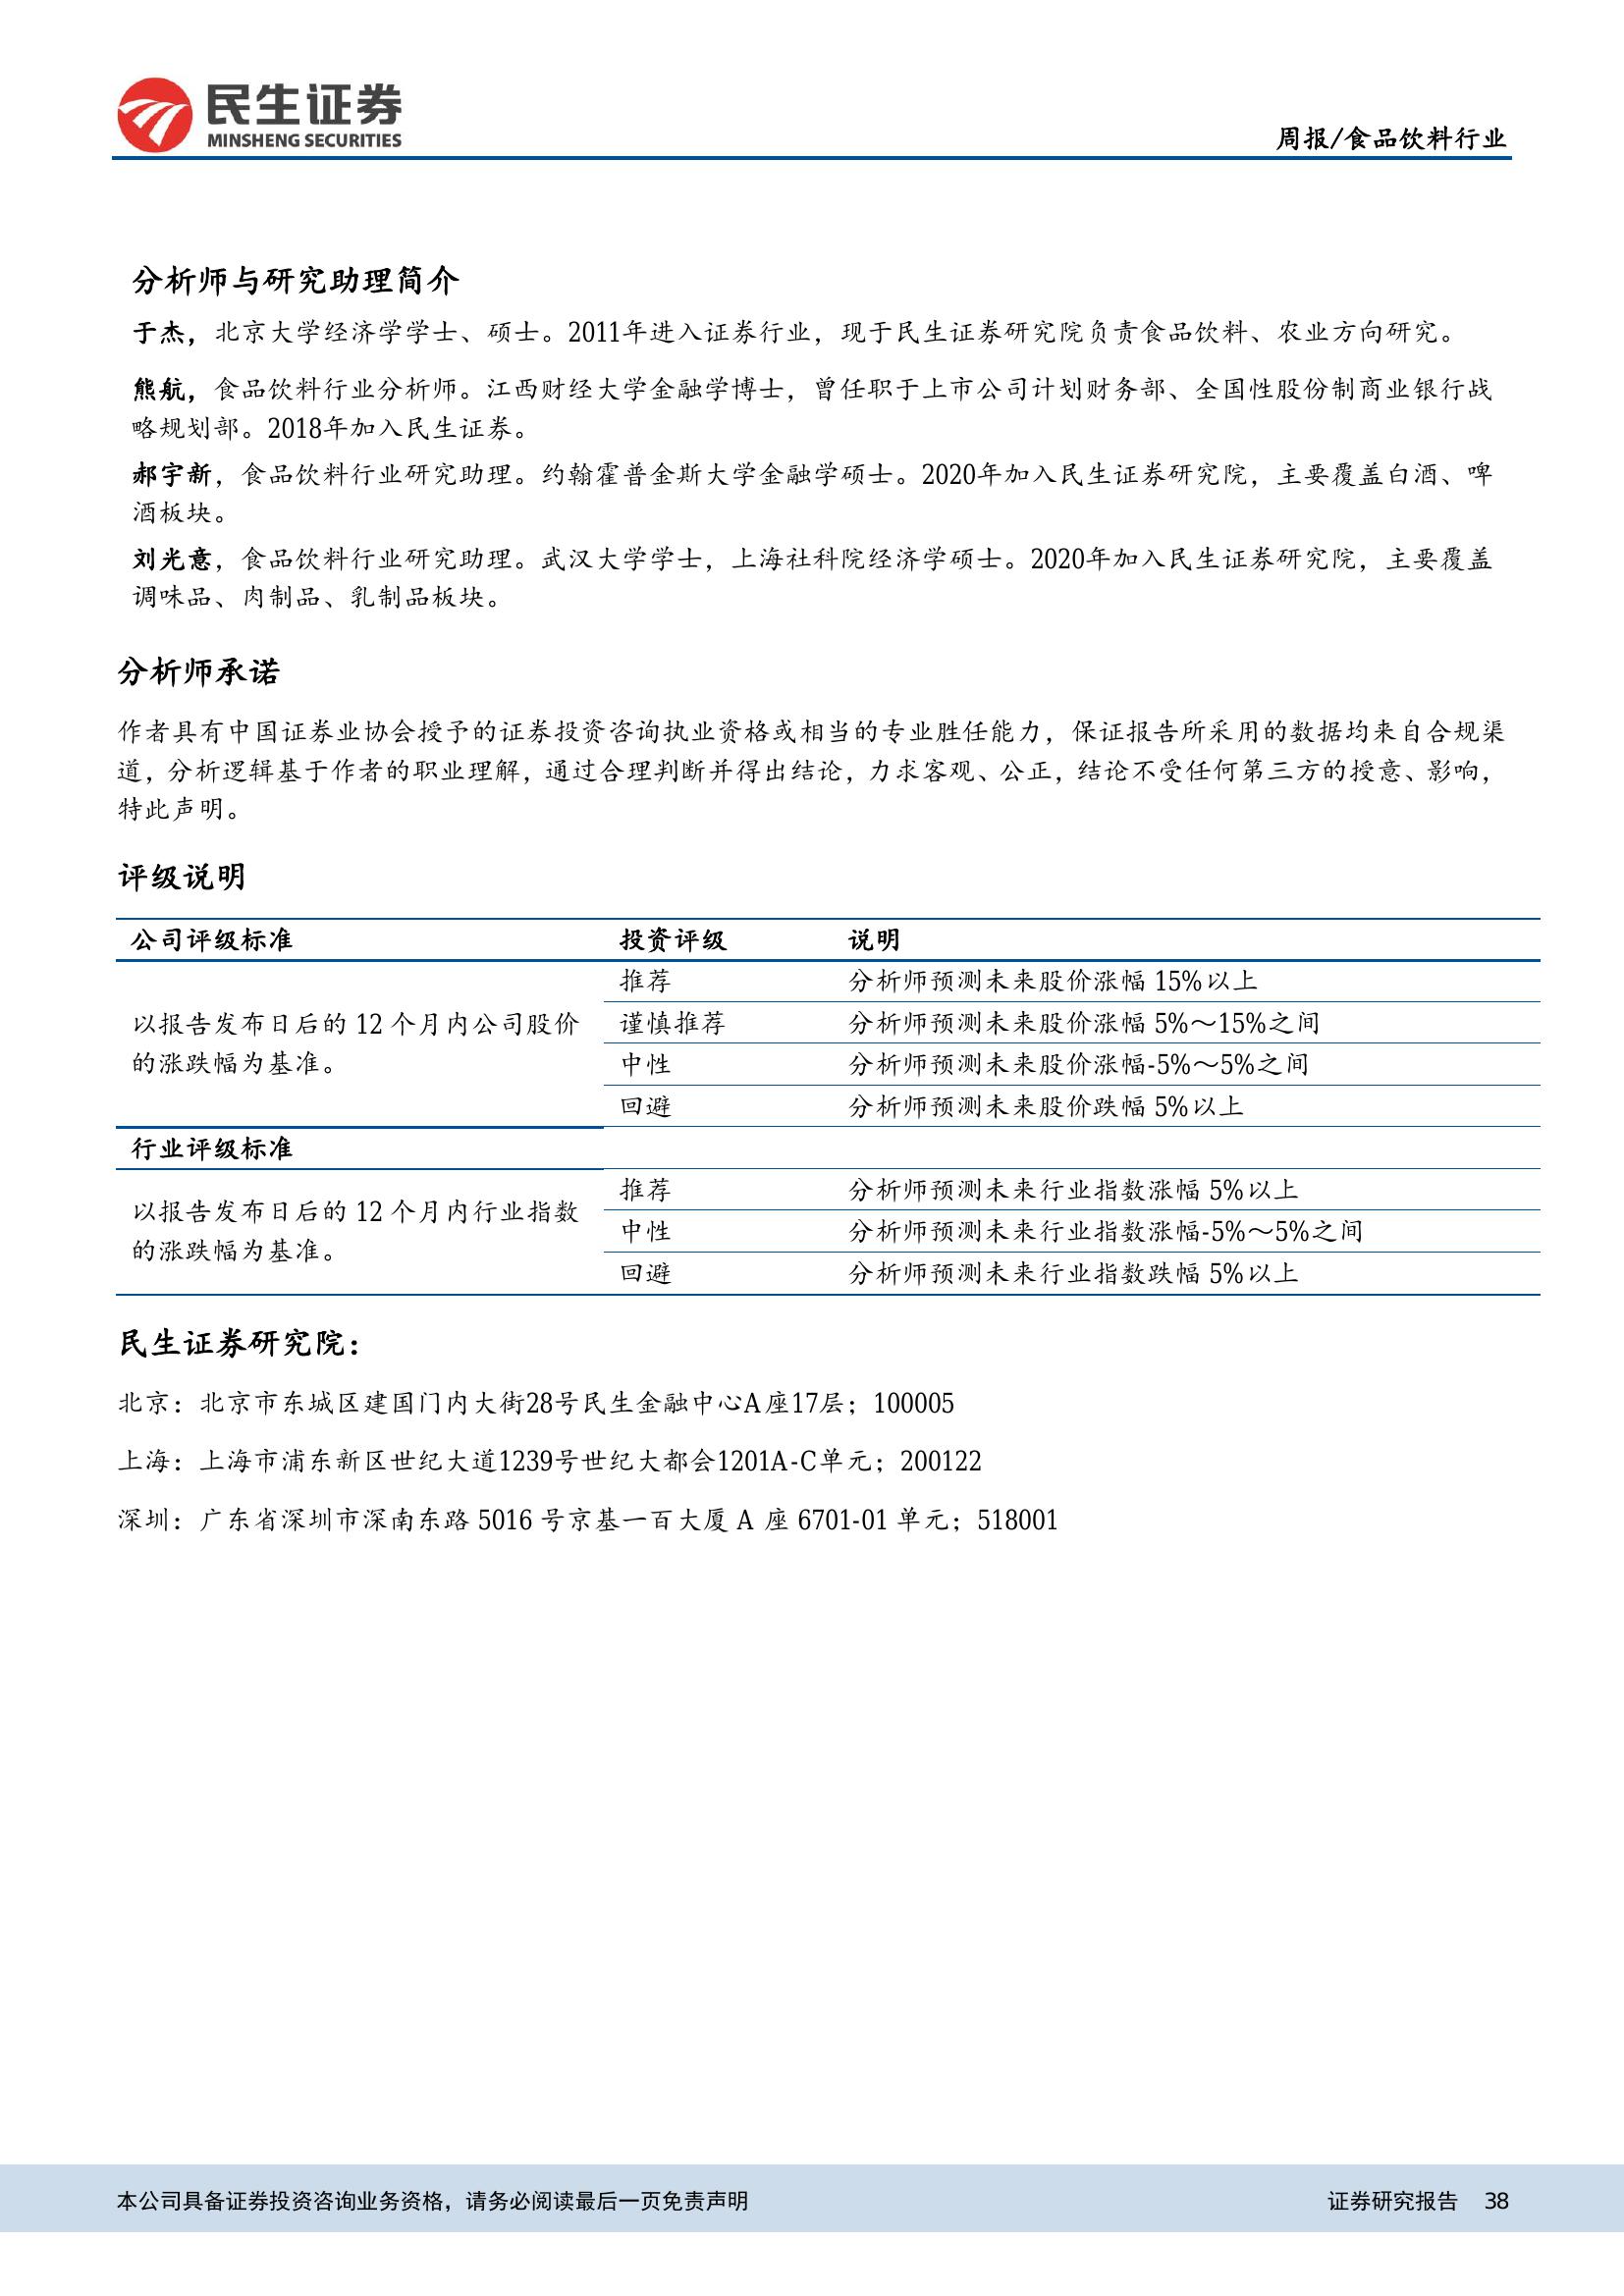 民生证券
MINSHENG SECURITIES
周报/食品饮料行业
分析师与研究助理简介
于杰，北京大学经济学学士、硕士。2011年进入证券行业，现于民生证券研究院负责食品饮料、农业方向研究。
熊航，食品饮料行业分析师。江西财经大学金融学博士，曾任职于上市公司计划财务部、全国性股份制商业银行战
略规划部。2018年加入民生证券。
郝宇新，食品饮料行业研究助理。约翰霍普金斯大学金融学硕士。2020年加入民生证券研究院，主要覆盖白酒、啤
酒板块。
刘光意，食品饮料行业研究助理。武汉大学学士，上海社科院经济学硕士。2020年加入民生证券研究院，主要覆盖
调味品、肉制品、乳制品板块。
分析师承诺
作者具有中国证券业协会授予的证券投资咨询执业资格或相当的专业胜任能力，保证报告所采用的数据均来自合规渠
道，分析逻辑基于作者的职业理解，通过合理判断并得出结论，力求客观、公正，结论不受任何第三方的授意、影响，
特此声明。
评级说明
公司评级标准 投资评级 说明
推荐 分析师预测未来股价涨幅 15%以上
以报告发布日后的 12 个月内公司股价
的涨跌幅为基准。
谨慎推荐 分析师预测未来股价涨幅 5%～15%之间
中性 分析师预测未来股价涨幅-5%～5%之间
回避 分析师预测未来股价跌幅 5%以上
行业评级标准
以报告发布日后的 12 个月内行业指数
的涨跌幅为基准。
推荐 分析师预测未来行业指数涨幅 5%以上
中性 分析师预测未来行业指数涨幅-5%～5%之间
回避 分析师预测未来行业指数跌幅 5%以上
民生证券研究院：
北京：北京市东城区建国门内大街28号民生金融中心A座17层；100005
上海：上海市浦东新区世纪大道1239号世纪大都会1201A-C单元；200122
深圳：广东省深圳市深南东路 5016 号京基一百大厦 A 座 6701-01 单元；518001
本公司具备证券投资咨询业务资格，请务必阅读最后一页免责声明
证券研究报告 38